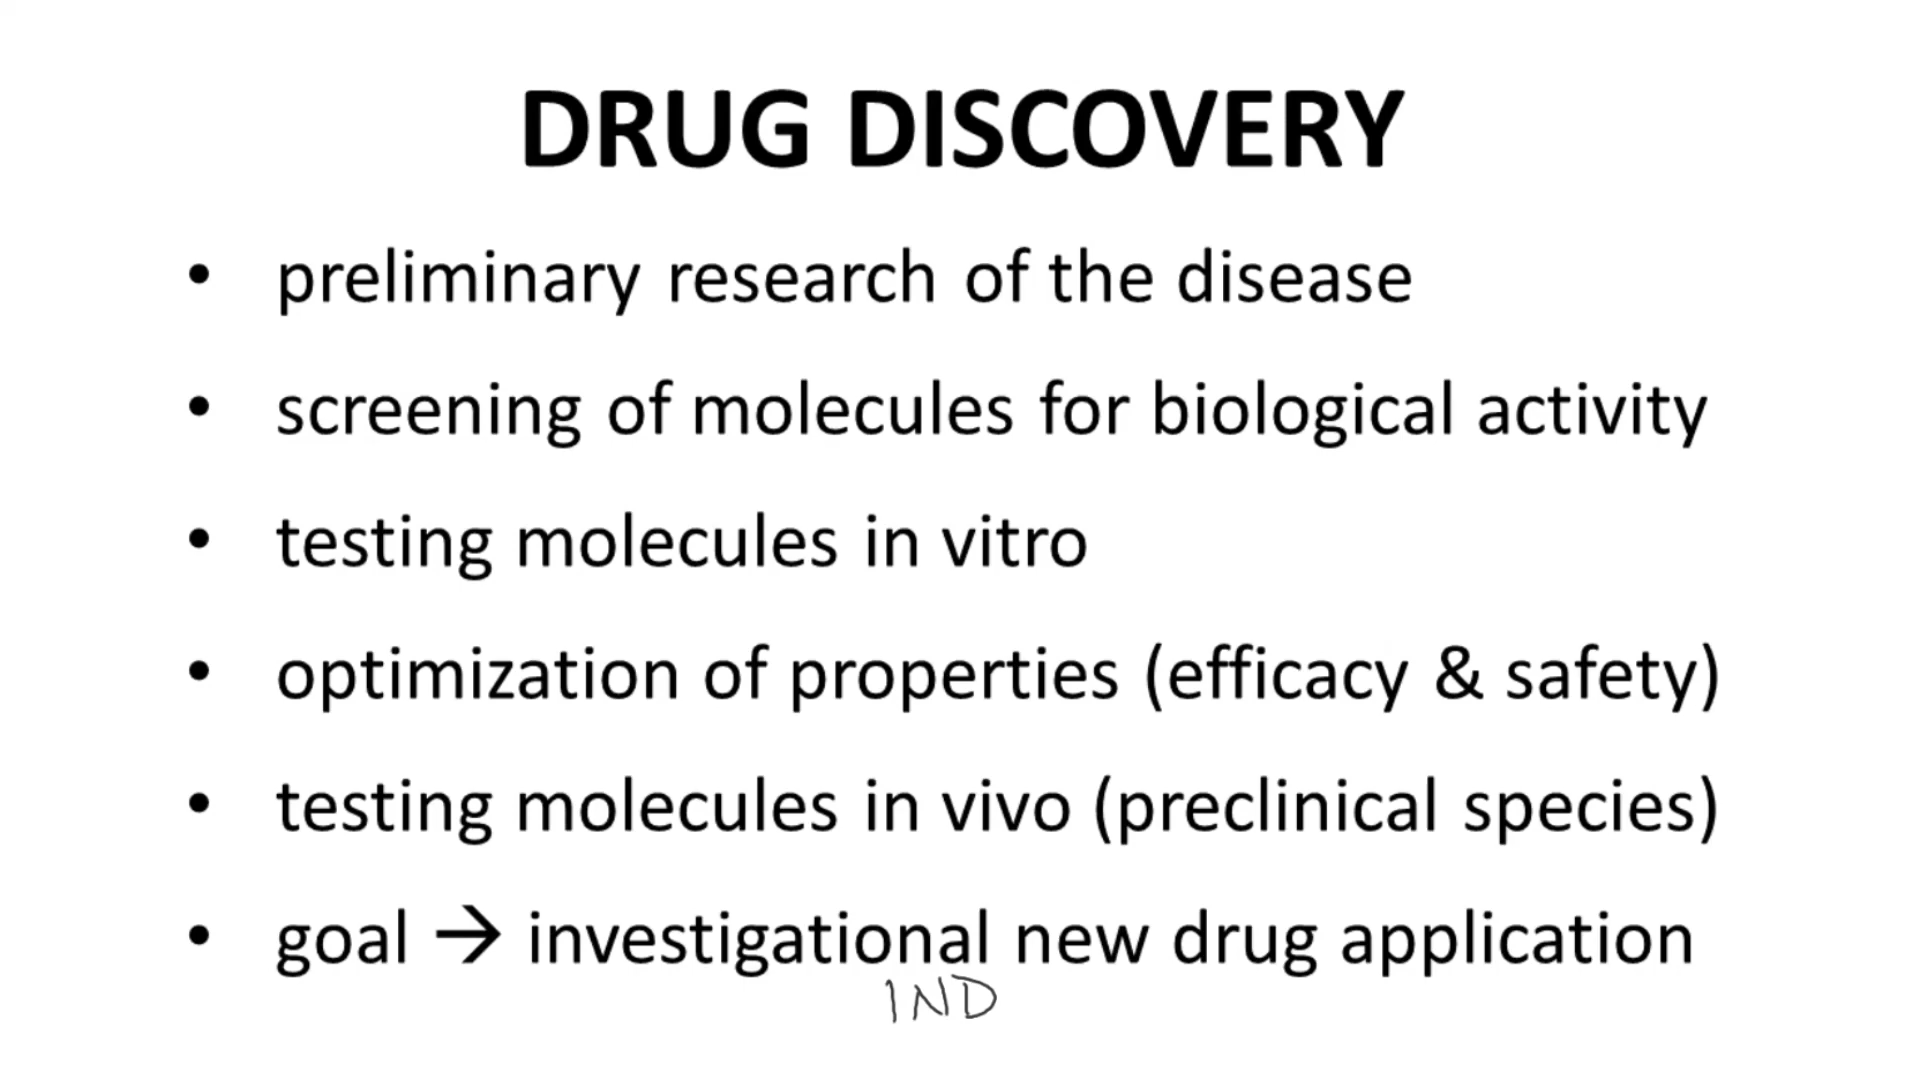 DRUG DISCOVERY
• preliminary research of the disease
• screening of molecules for biological activity
• testing molecules in vitro
• optimization of properties (efficacy & safety)
• testing molecules in vivo (preclinical species)
• goal → investigational new drug application
IND